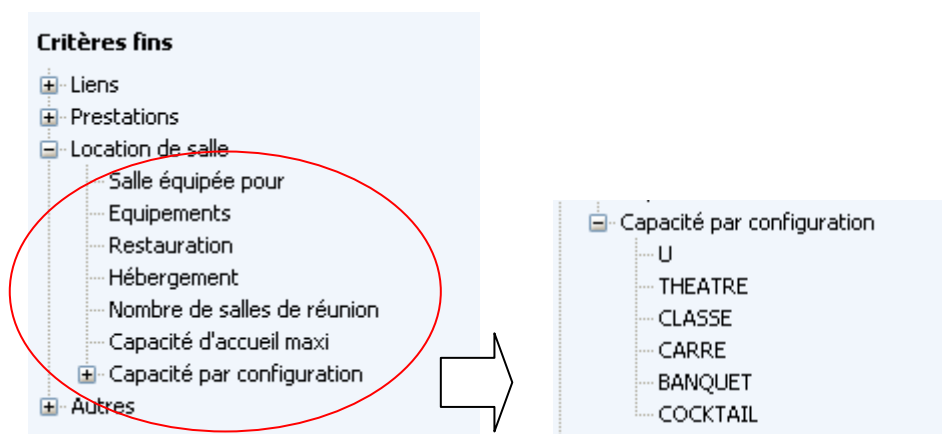 Critères fins
Liens
Prestations
Location de salle
Salle équipée pour
Equipements
Restauration
Hébergement
Nombre de salles de réunion
Capacité d'accueil maxi
Capacité par configuration
Autres
Capacité par configuration
U
THEATRE
CLASSE
CARRE
BANQUET
COCKTAIL